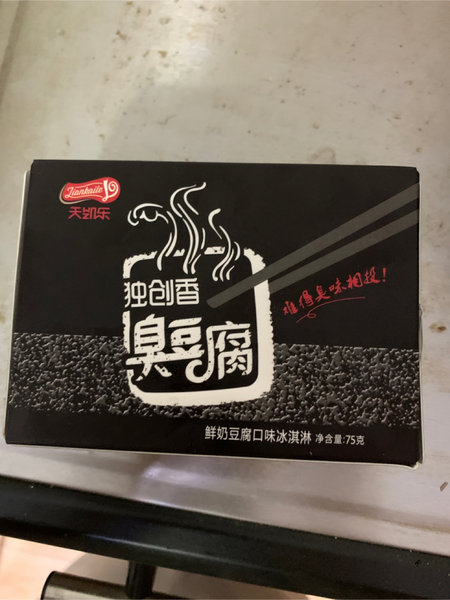 Tiankaile
天凯乐
独创香
臭豆腐
难得臭味相投!
鲜奶豆腐口味冰淇淋 净含量:75克